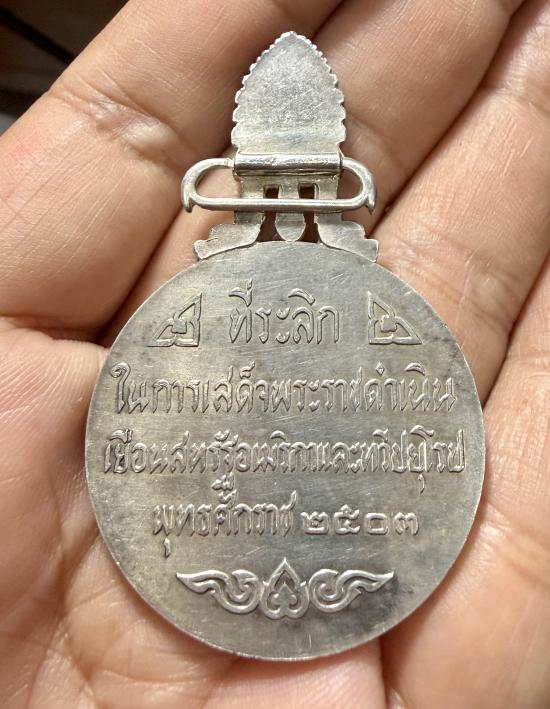 ที่ระลึก
ในการเสด็จพระราชดำเนิน
เยือนสหรัฐอเมริกาและทวีปยุโรป
พุทธศักราช ๒๕๐๓